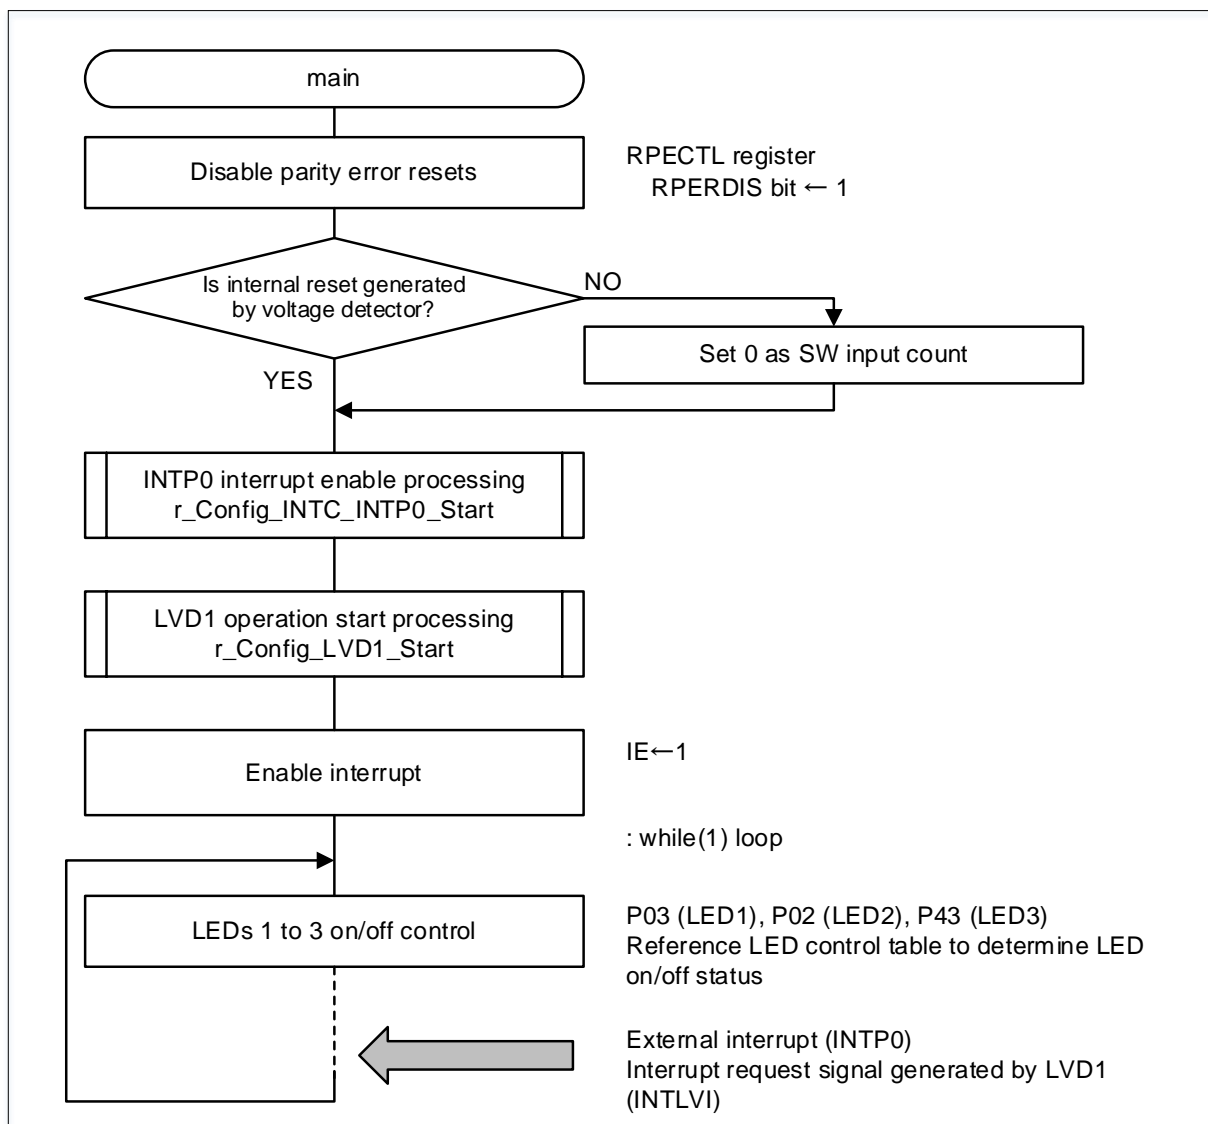 main
Disable parity error resets
RPECTL register
RPERDIS bit ← 1
Is internal reset generated
by voltage detector?
NO
Set 0 as SW input count
YES
INTP0 interrupt enable processing
r_Config_INTC_INTP0_Start
LVD1 operation start processing
r_Config_LVD1_Start
Enable interrupt
IE←1
: while(1) loop
LEDs 1 to 3 on/off control
P03 (LED1), P02 (LED2), P43 (LED3)
Reference LED control table to determine LED
on/off status
External interrupt (INTP0)
Interrupt request signal generated by LVD1
(INTLVI)